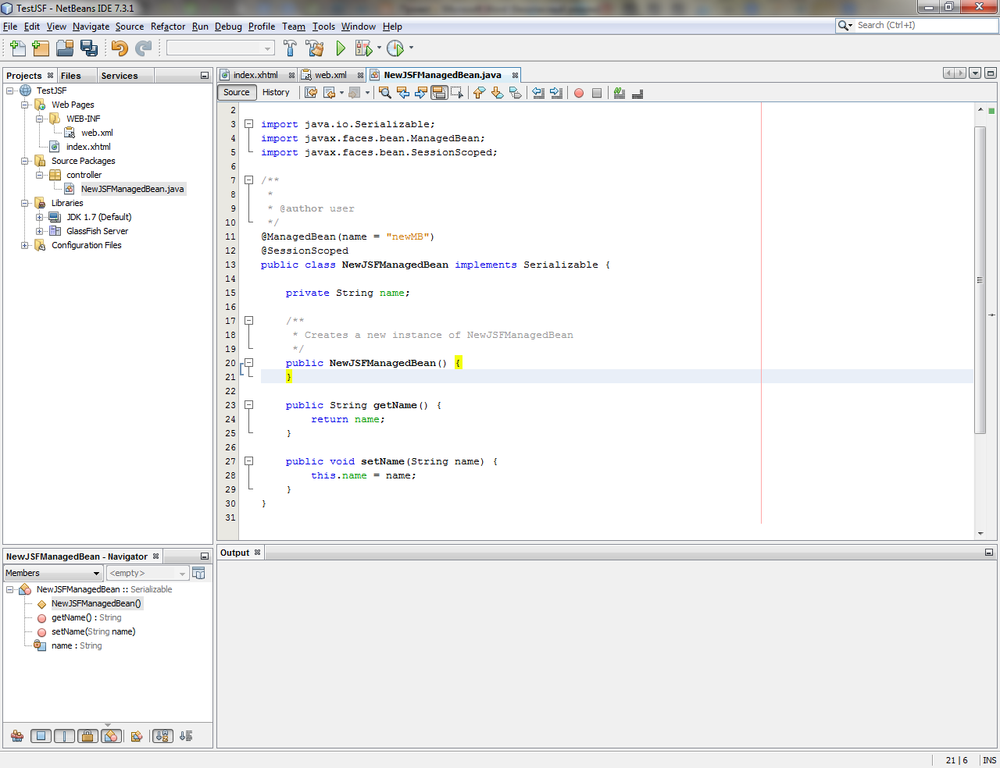 TestJSF - NetBeans IDE 7.3.1
File Edit View Navigate Source Refactor Run Debug Profile Team Tools Window Help
Search (Ctrl+I)
Projects Files Services
TestJSF
Web Pages
WEB-INF
web.xml
index.xhtml
Source Packages
controller
NewJSFManagedBean.java
Libraries
JDK 1.7 (Default)
GlassFish Server
Configuration Files
index.xhtml web.xml NewJSFManagedBean.java
Source History
2
3 import java.io.Serializable;
4 import javax.faces.bean.ManagedBean;
5 import javax.faces.bean.SessionScoped;
6
7 /**
8 *
9 * @author user
10 */
11 @ManagedBean(name = "newMB")
12 @SessionScoped
13 public class NewJSFManagedBean implements Serializable {
14
15 private String name;
16
17 /**
18 * Creates a new instance of NewJSFManagedBean
19 */
20 public NewJSFManagedBean() {
21 }
22
23 public String getName() {
24 return name;
25 }
26
27 public void setName(String name) {
28 this.name = name;
29 }
30 }
31
NewJSFManagedBean - Navigator
Members <empty>
NewJSFManagedBean :: Serializable
NewJSFManagedBean()
getName() : String
setName(String name)
name : String
Output
21 | 6 INS